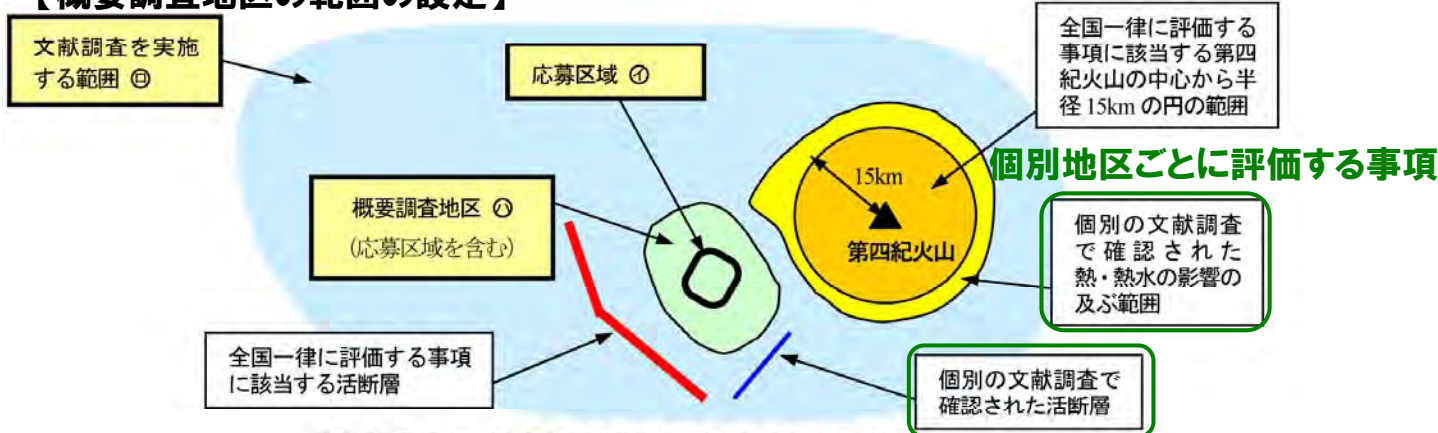 【概要調査地区の範囲の設定】
文献調査を実施
する範囲 ㋺
応募区域 ㋑
全国一律に評価する
事項に該当する第四
紀火山の中心から半
径15kmの円の範囲
個別地区ごとに評価する事項
15km
第四紀火山
概要調査地区 ㋩
(応募区域を含む)
個別の文献調査
で確認された
熱・熱水の影響の
及ぶ範囲
全国一律に評価する事項
に該当する活断層
個別の文献調査で
確認された活断層